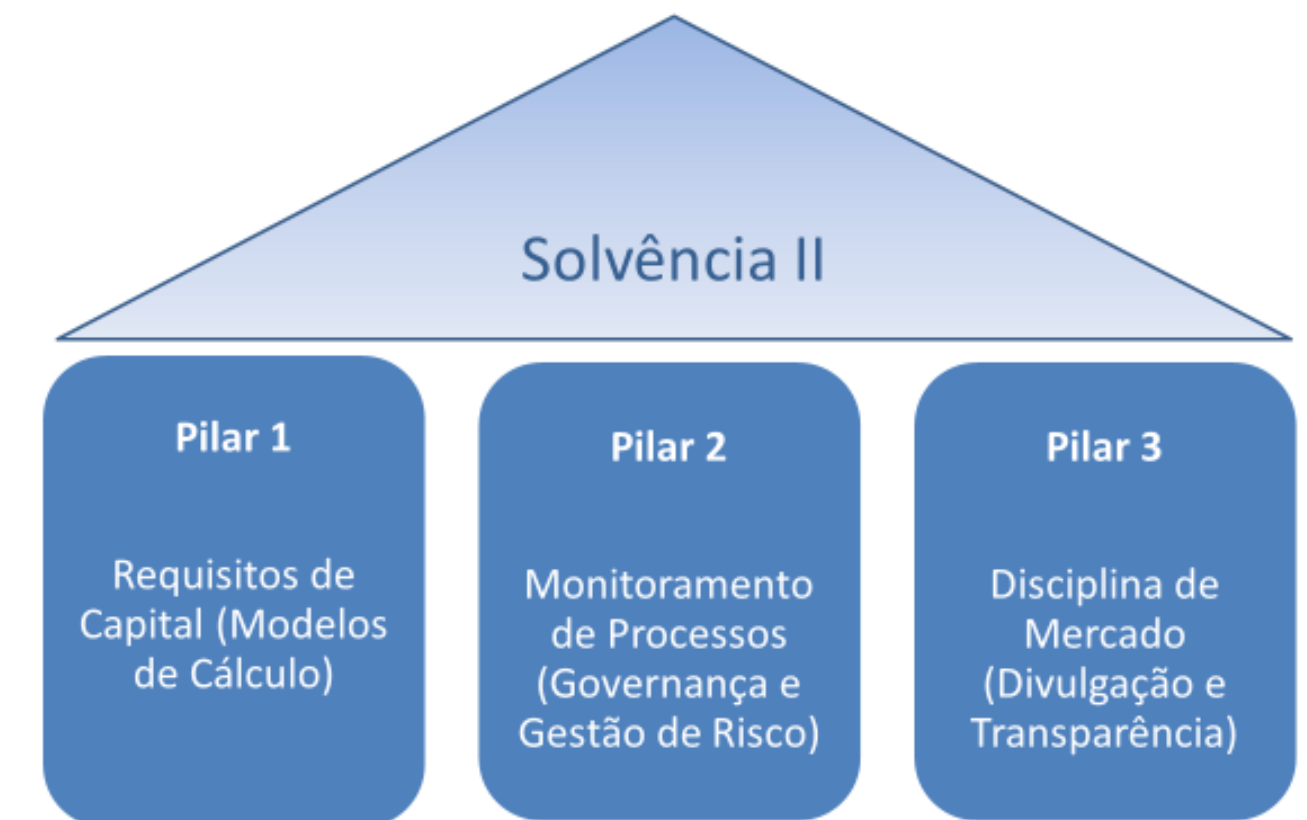 Solvência II
Pilar 1
Requisitos de
Capital (Modelos
de Cálculo)
Pilar 2
Monitoramento
de Processos
(Governança e
Gestão de Risco)
Pilar 3
Disciplina de
Mercado
(Divulgação e
Transparência)